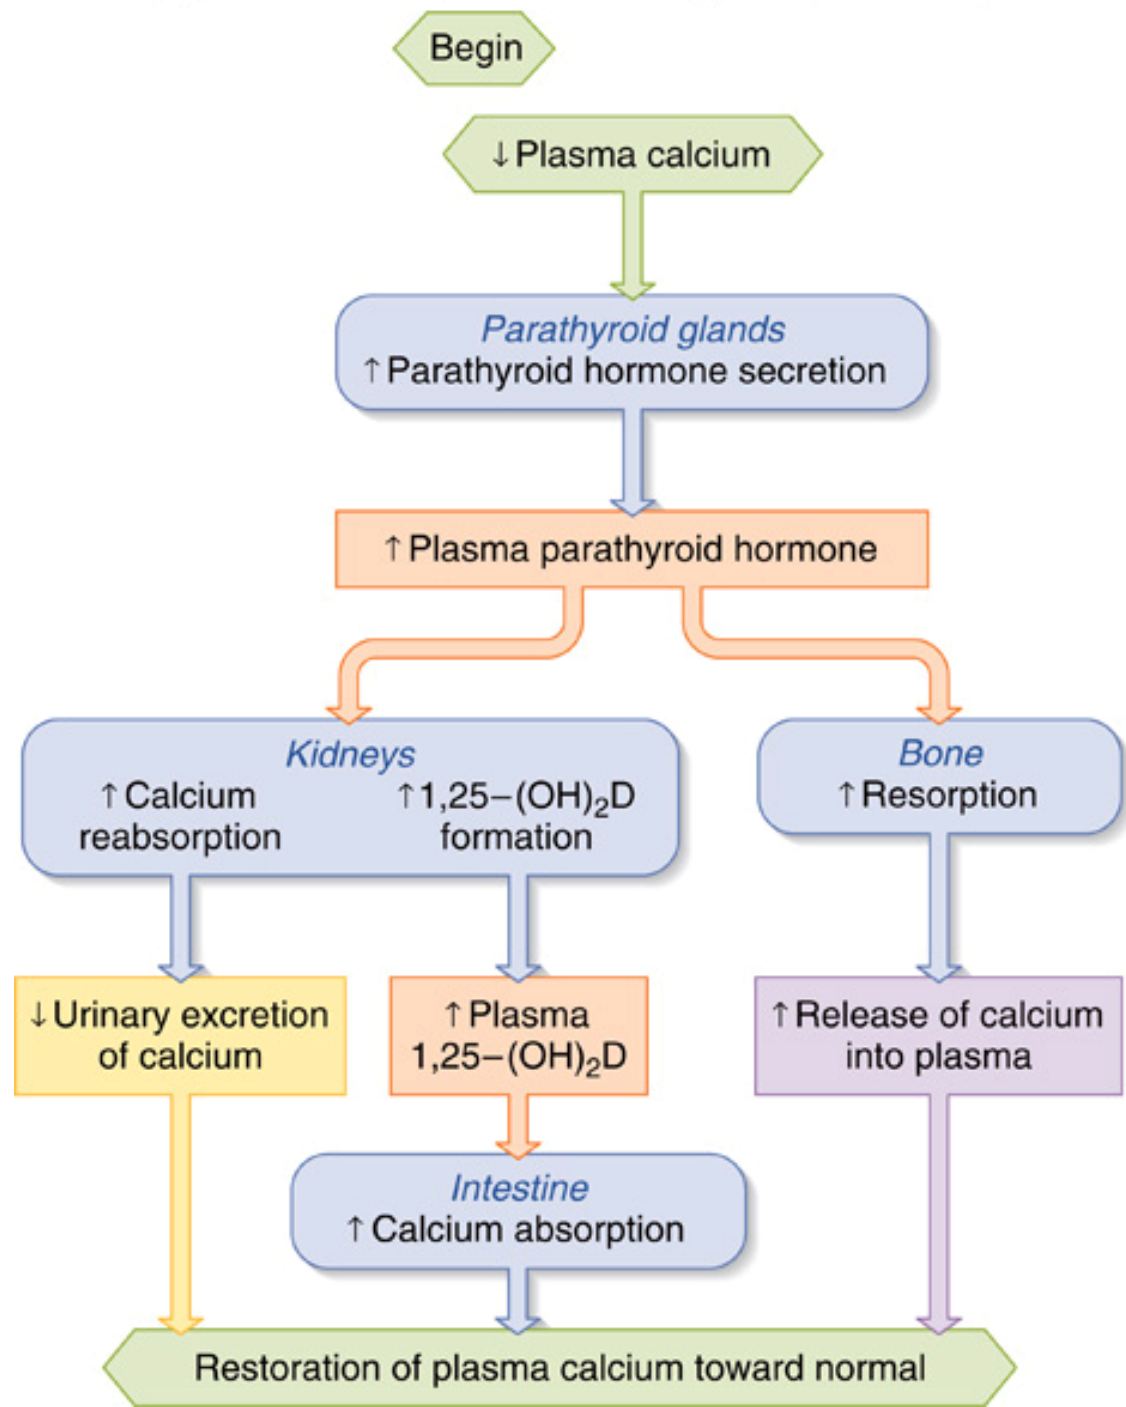 Begin
↓Plasma calcium
Parathyroid glands
↑Parathyroid hormone secretion
↑Plasma parathyroid hormone
Kidneys
↑Calcium
reabsorption
↑1,25–(OH)₂D
formation
Bone
↑Resorption
↓Urinary excretion
of calcium
↑Plasma
1,25–(OH)₂D
↑Release of calcium
into plasma
Intestine
↑Calcium absorption
Restoration of plasma calcium toward normal